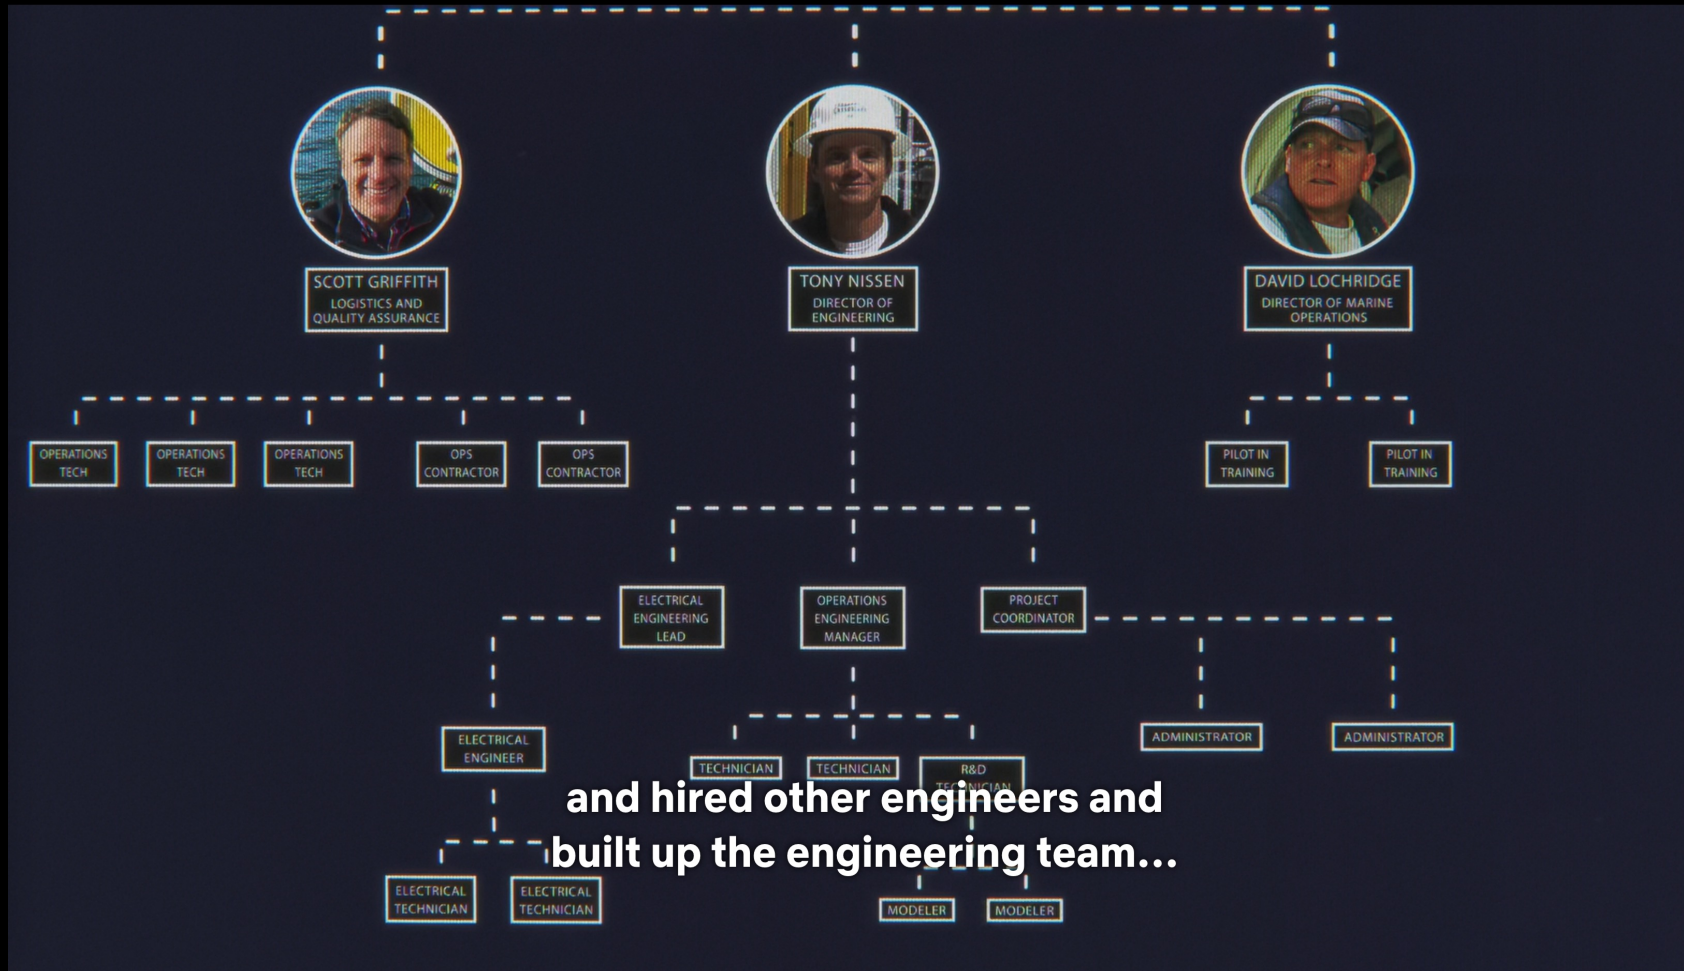 SCOTT GRIFFITH
LOGISTICS AND
QUALITY ASSURANCE
TONY NISSEN
DIRECTOR OF
ENGINEERING
DAVID LOCHRIDGE
DIRECTOR OF MARINE
OPERATIONS
OPERATIONS
TECH
OPERATIONS
TECH
OPERATIONS
TECH
OPS
CONTRACTOR
OPS
CONTRACTOR
PILOT IN
TRAINING
PILOT IN
TRAINING
ELECTRICAL
ENGINEERING
LEAD
OPERATIONS
ENGINEERING
MANAGER
PROJECT
COORDINATOR
ELECTRICAL
ENGINEER
TECHNICIAN
TECHNICIAN
R&D
TECHNICIAN
ADMINISTRATOR
ADMINISTRATOR
and hired other engineers and
built up the engineering team...
ELECTRICAL
TECHNICIAN
ELECTRICAL
TECHNICIAN
MODELER
MODELER